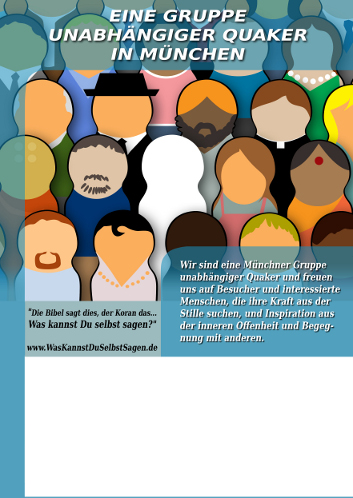 EINE GRUPPE
UNABHÄNGIGER QUAKER
IN MÜNCHEN
Wir sind eine Münchner Gruppe
unabhängiger Quaker und freuen
uns auf Besucher und interessierte
Menschen, die ihre Kraft aus der
Stille suchen, und Inspiration aus
der inneren Offenheit und Begeg-
nung mit anderen.
"Die Bibel sagt dies, der Koran das...
Was kannst Du selbst sagen?"
www.WasKannstDuSelbstSagen.de